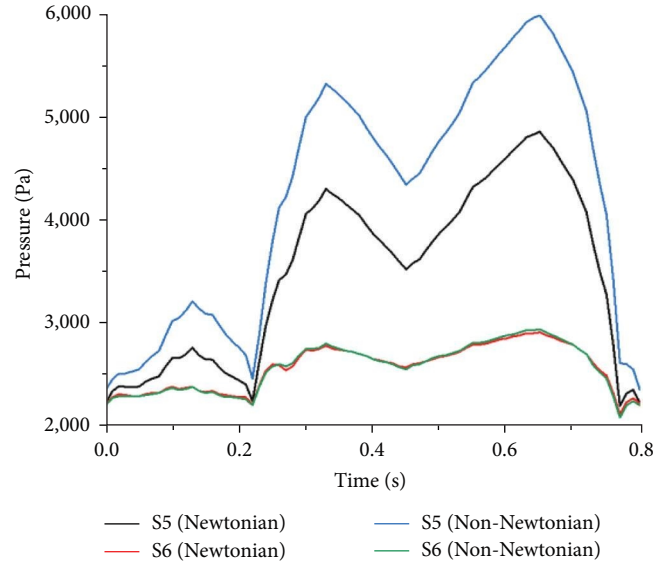 6,000
5,000
4,000
3,000
2,000
Pressure (Pa)
0.0 0.2 0.4 0.6 0.8
Time (s)
S5 (Newtonian) S5 (Non-Newtonian)
S6 (Newtonian) S6 (Non-Newtonian)